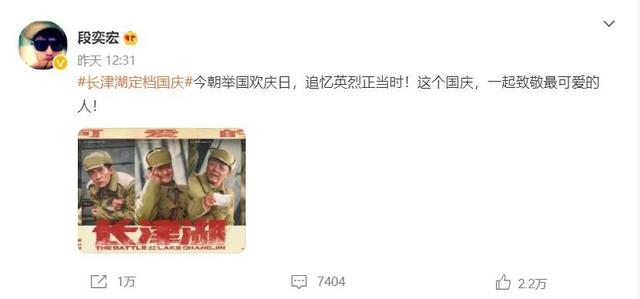 段奕宏
昨天 12:31
#长津湖定档国庆#今朝举国欢庆日，追忆英烈正当时！这个国庆，一起致敬最可爱的
人！
可爱的
长津湖
THE BATTLE AT LAKE CHANGJIN
1万
7404
2.2万